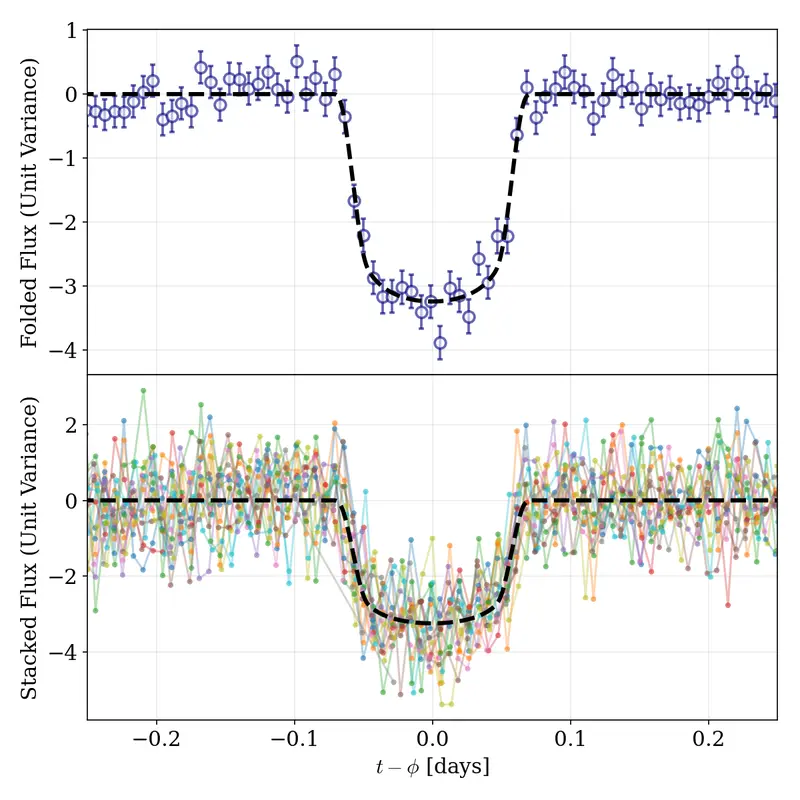 Folded Flux (Unit Variance)
1
0
−1
−2
−3
−4
Stacked Flux (Unit Variance)
2
0
−2
−4
−0.2 −0.1 0.0 0.1 0.2
t − ϕ [days]